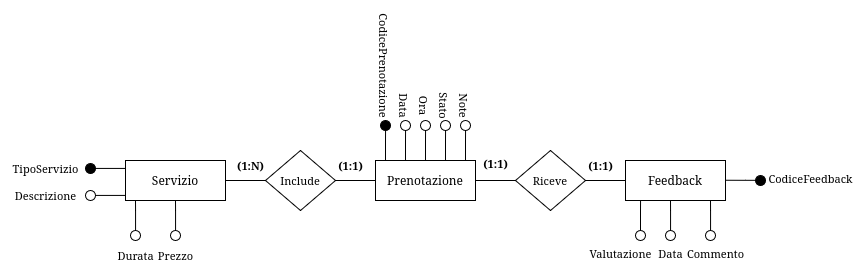 CodicePrenotazione
Data
Ora
Stato
Note
TipoServizio
Descrizione
Servizio
(1:N)
Include
(1:1)
Prenotazione
(1:1)
Riceve
(1:1)
Feedback
CodiceFeedback
Durata
Prezzo
Valutazione
Data
Commento